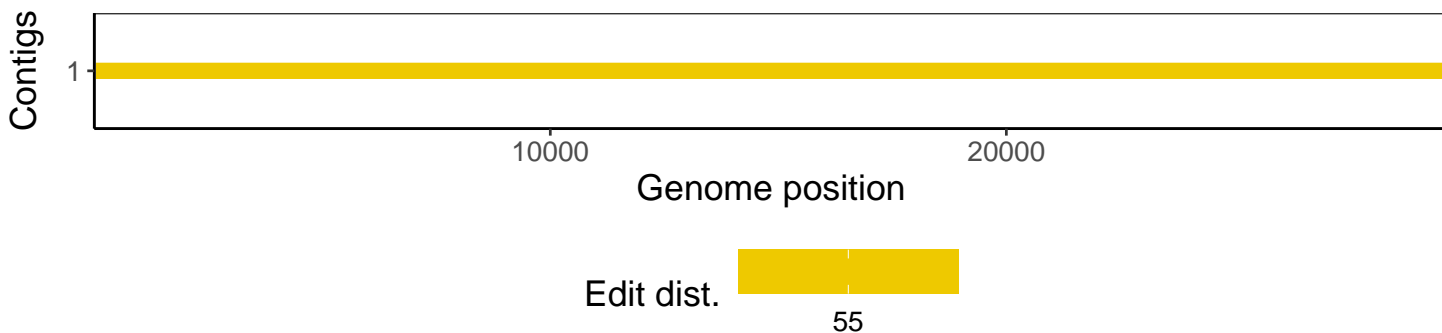 Contigs
1
10000 20000
Genome position
Edit dist.
55